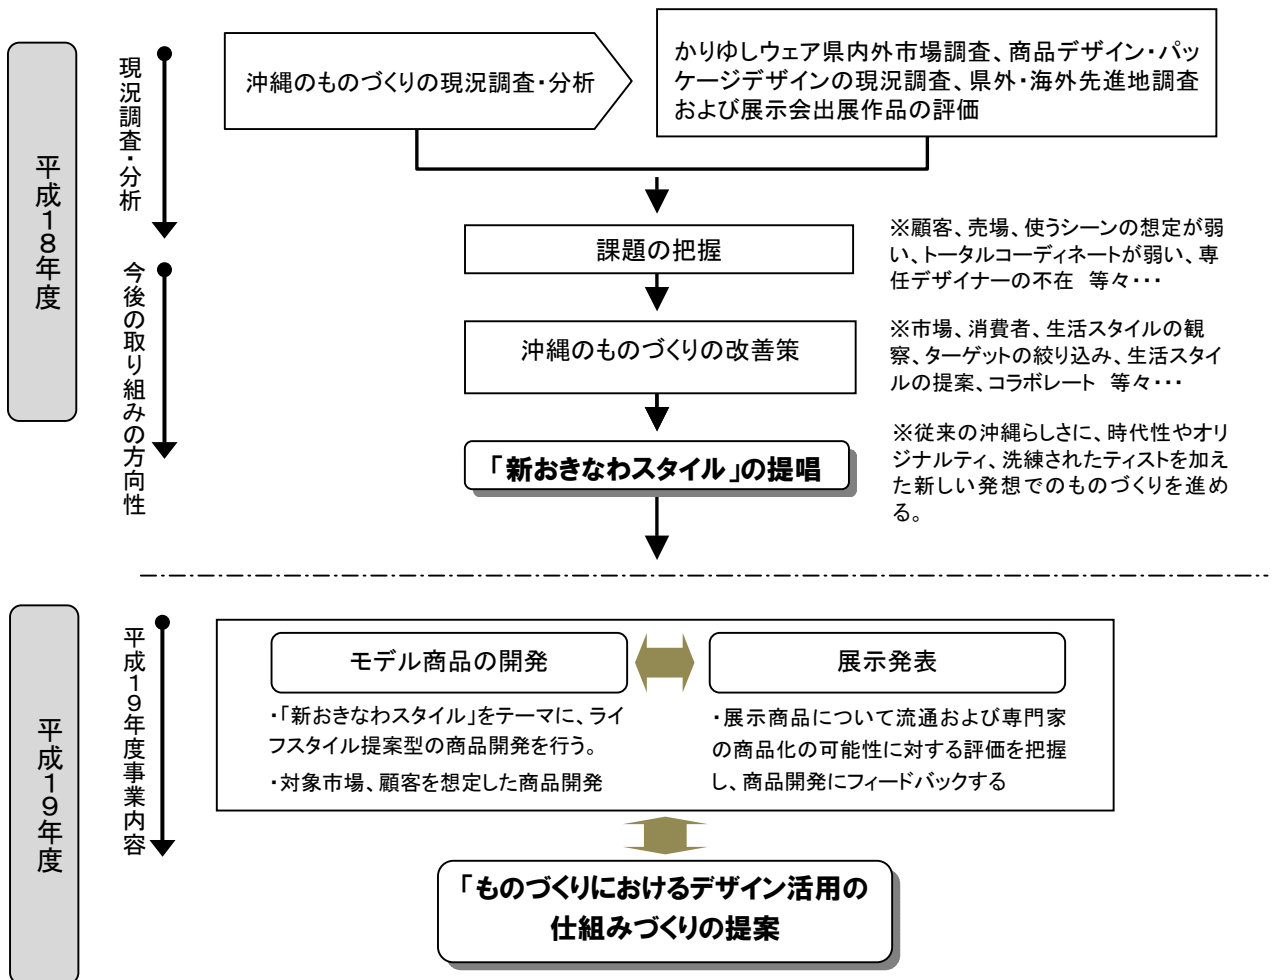 平成18年度
現況調査・分析
今後の取り組みの方向性
沖縄のものづくりの現況調査・分析
かりゆしウェア県内外市場調査、商品デザイン・パッ
ケージデザインの現況調査、県外・海外先進地調査
および展示会出展作品の評価
課題の把握
※顧客、売場、使うシーンの想定が弱
い、トータルコーディネートが弱い、専
任デザイナーの不在　等々・・・
沖縄のものづくりの改善策
※市場、消費者、生活スタイルの観
察、ターゲットの絞り込み、生活スタイ
ルの提案、コラボレート　等々・・・
「新おきなわスタイル」の提唱
※従来の沖縄らしさに、時代性やオリ
ジナルティ、洗練されたティストを加え
た新しい発想でのものづくりを進め
る。
平成19年度
平成19年度事業内容
モデル商品の開発
・「新おきなわスタイル」をテーマに、ライ
フスタイル提案型の商品開発を行う。
・対象市場、顧客を想定した商品開発
展示発表
・展示商品について流通および専門家
の商品化の可能性に対する評価を把握
し、商品開発にフィードバックする
「ものづくりにおけるデザイン活用の
仕組みづくりの提案